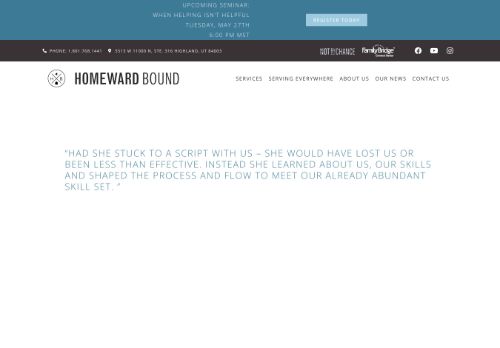 UPCOMING SEMINAR:
WHEN HELPING ISN'T HELPFUL
TUESDAY, MAY 27TH
6:00 PM MST
REGISTER TODAY
PHONE: 1.801.768.1441
5513 W 11000 N, STE. 316 HIGHLAND, UT 84003
NOT BY CHANCE
FamilyBridge
HOMEWARD BOUND
SERVICES
SERVING EVERYWHERE
ABOUT US
OUR NEWS
CONTACT US
"HAD SHE STUCK TO A SCRIPT WITH US – SHE WOULD HAVE LOST US OR
BEEN LESS THAN EFFECTIVE. INSTEAD SHE LEARNED ABOUT US, OUR SKILLS
AND SHAPED THE PROCESS AND FLOW TO MEET OUR ALREADY ABUNDANT
SKILL SET. "